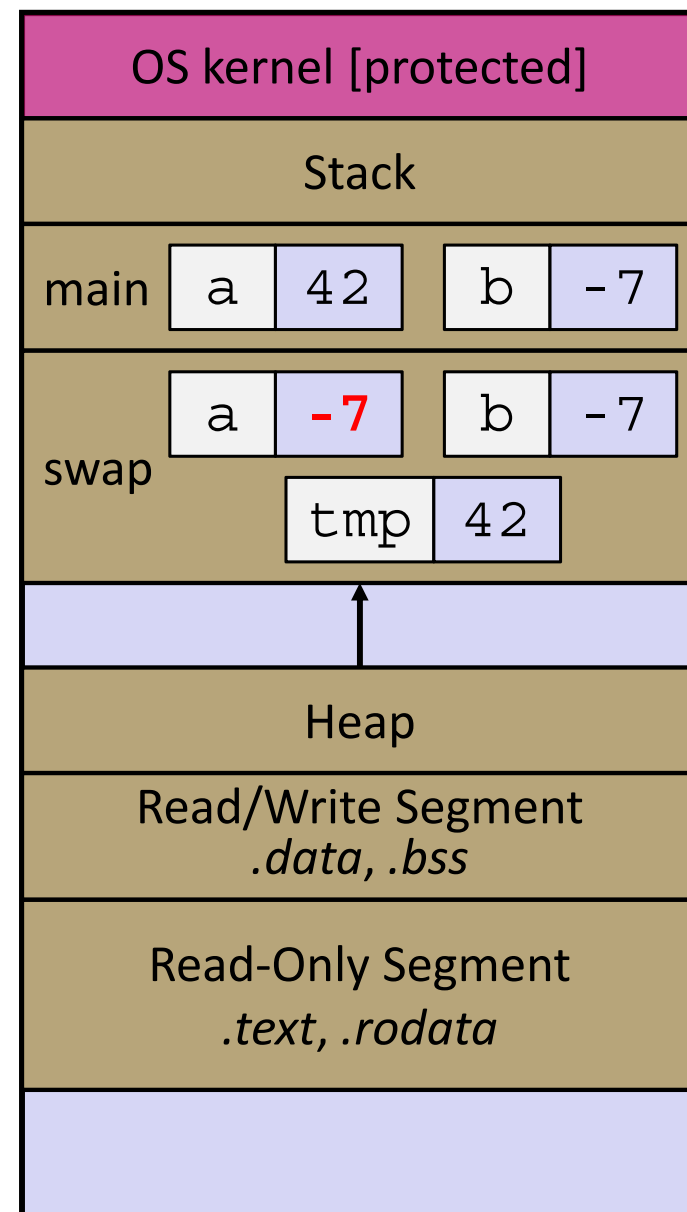 OS kernel [protected]
Stack
main a 42 b -7
a -7 b -7
swap
tmp 42
Heap
Read/Write Segment
.data, .bss
Read-Only Segment
.text, .rodata